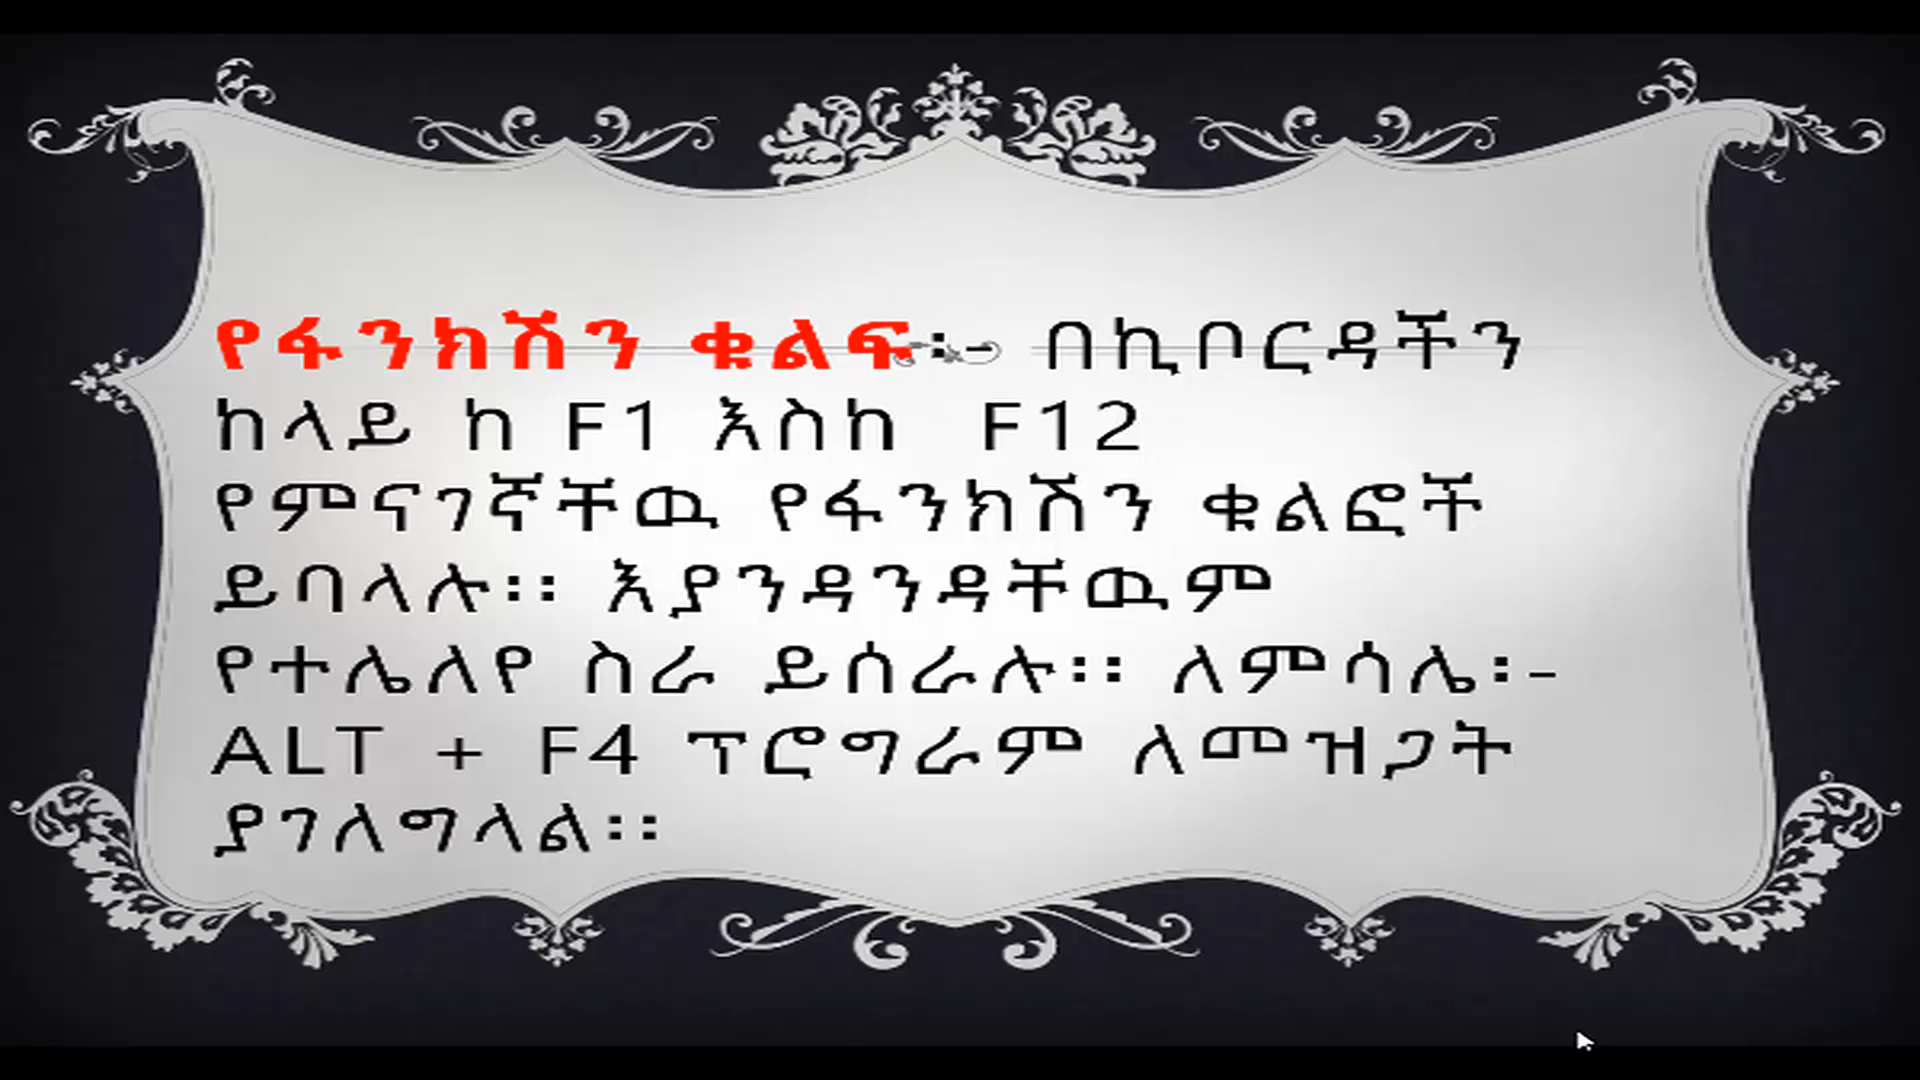 የፋንክሽን ቁልፍ፡- በኪቦርዳችን
ከላይ ከ F1 እስከ F12
የምናገኛቸዉ የፋንክሽን ቁልፎች
ይባላሉ፡፡ እያንዳንዳቸዉም
የተሌለየ ስራ ይሰራሉ፡፡ ለምሳሌ፡-
ALT + F4 ፕሮግራም ለመዝጋት
ያገለግላል፡፡